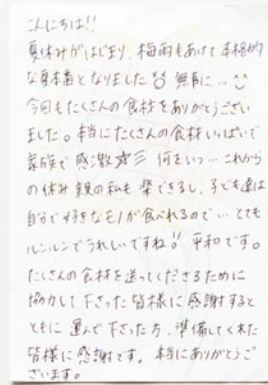 こんにちは!!
夏休みがはじまり、梅雨もあけて本格的
な夏本番となりました 無事に…
今回もたくさんの食材をありがとうござい
ました。本当にたくさんの食材いっぱいで
家族で感激 何をいっ…これから
の休み 親の私も 楽できるし、子ども達は
自分で好きなモノが食べれるので…とても
ルンルンでうれしいですね!! 平和です。
たくさんの食材を送ってくださるために
協力して下さった皆様に感謝すると
ともに 運んで下さった方、準備してくれた
皆様に感謝です。本当にありがとうご
ざいます。